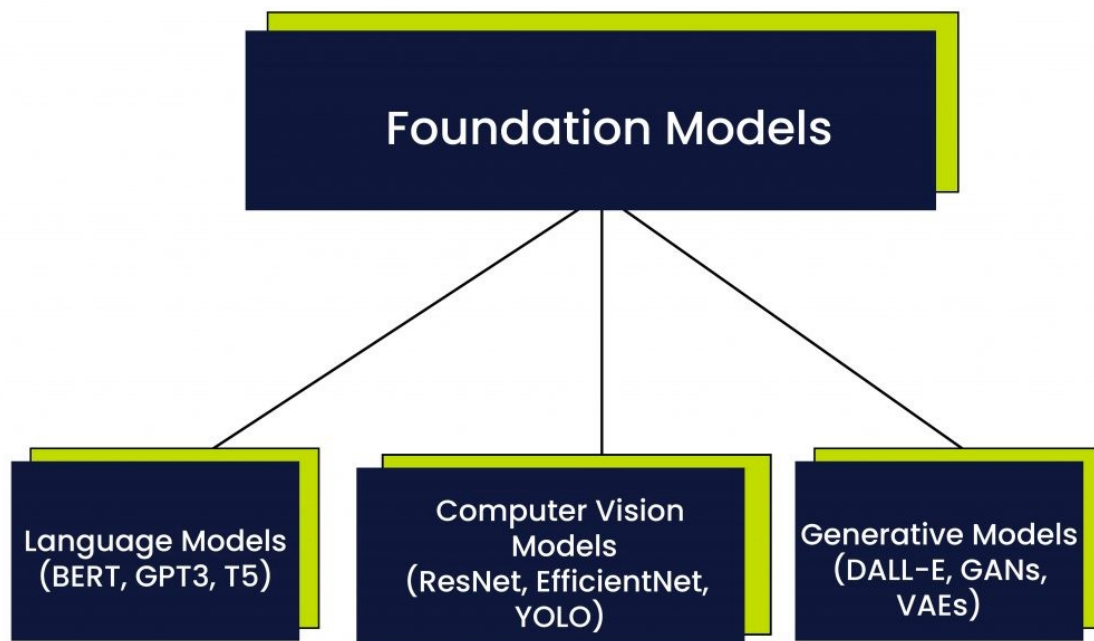 Foundation Models
Language Models
(BERT, GPT3, T5)
Computer Vision
Models
(ResNet, EfficientNet,
YOLO)
Generative Models
(DALL-E, GANs,
VAEs)